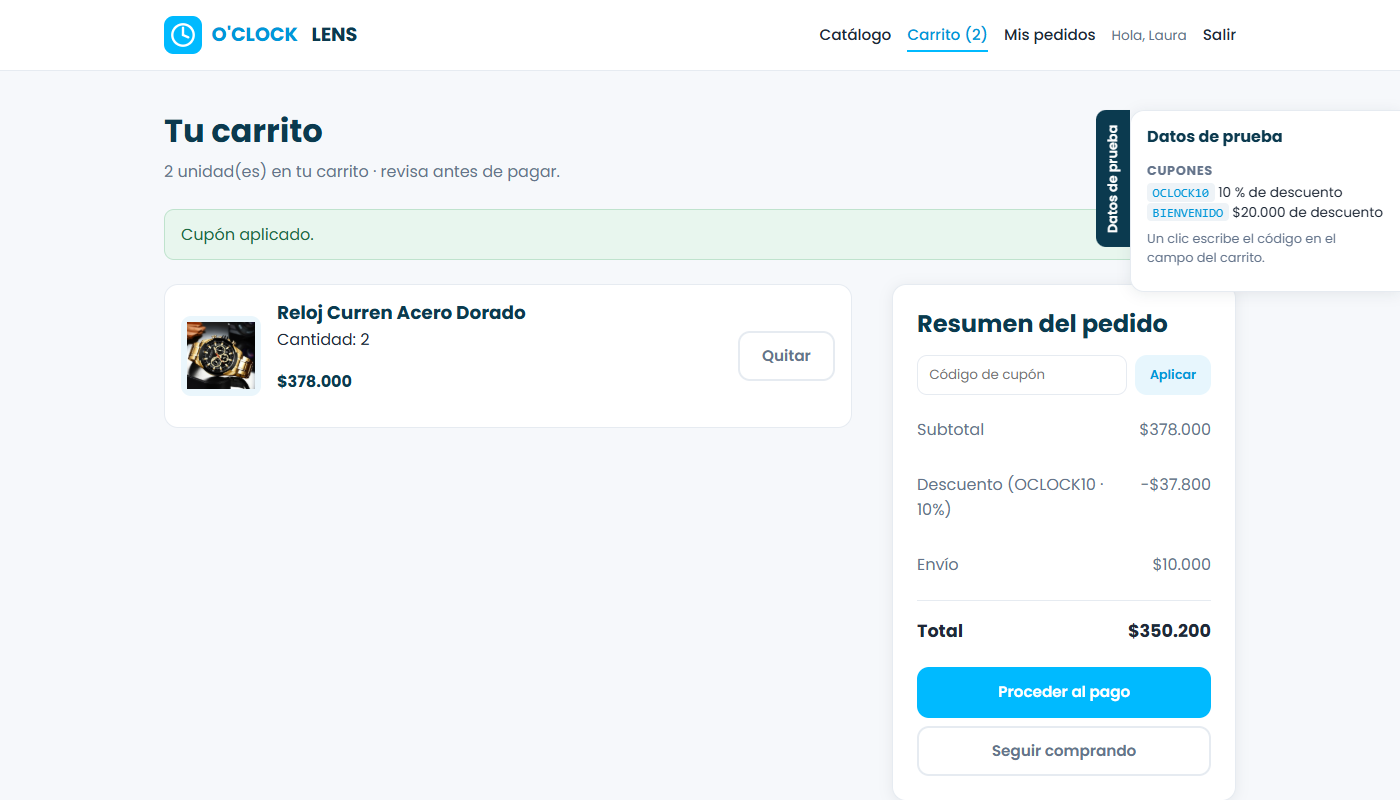 O'CLOCK LENS
Catálogo
Carrito (2)
Mis pedidos
Hola, Laura
Salir
Tu carrito
2 unidad(es) en tu carrito · revisa antes de pagar.
Cupón aplicado.
Datos de prueba
Datos de prueba
CUPONES
OCLOCK10 10 % de descuento
BIENVENIDO $20.000 de descuento
Un clic escribe el código en el
campo del carrito.
Reloj Curren Acero Dorado
Cantidad: 2
$378.000
Quitar
Resumen del pedido
Código de cupón
Aplicar
Subtotal $378.000
Descuento (OCLOCK10 · -$37.800
10%)
Envío $10.000
Total $350.200
Proceder al pago
Seguir comprando